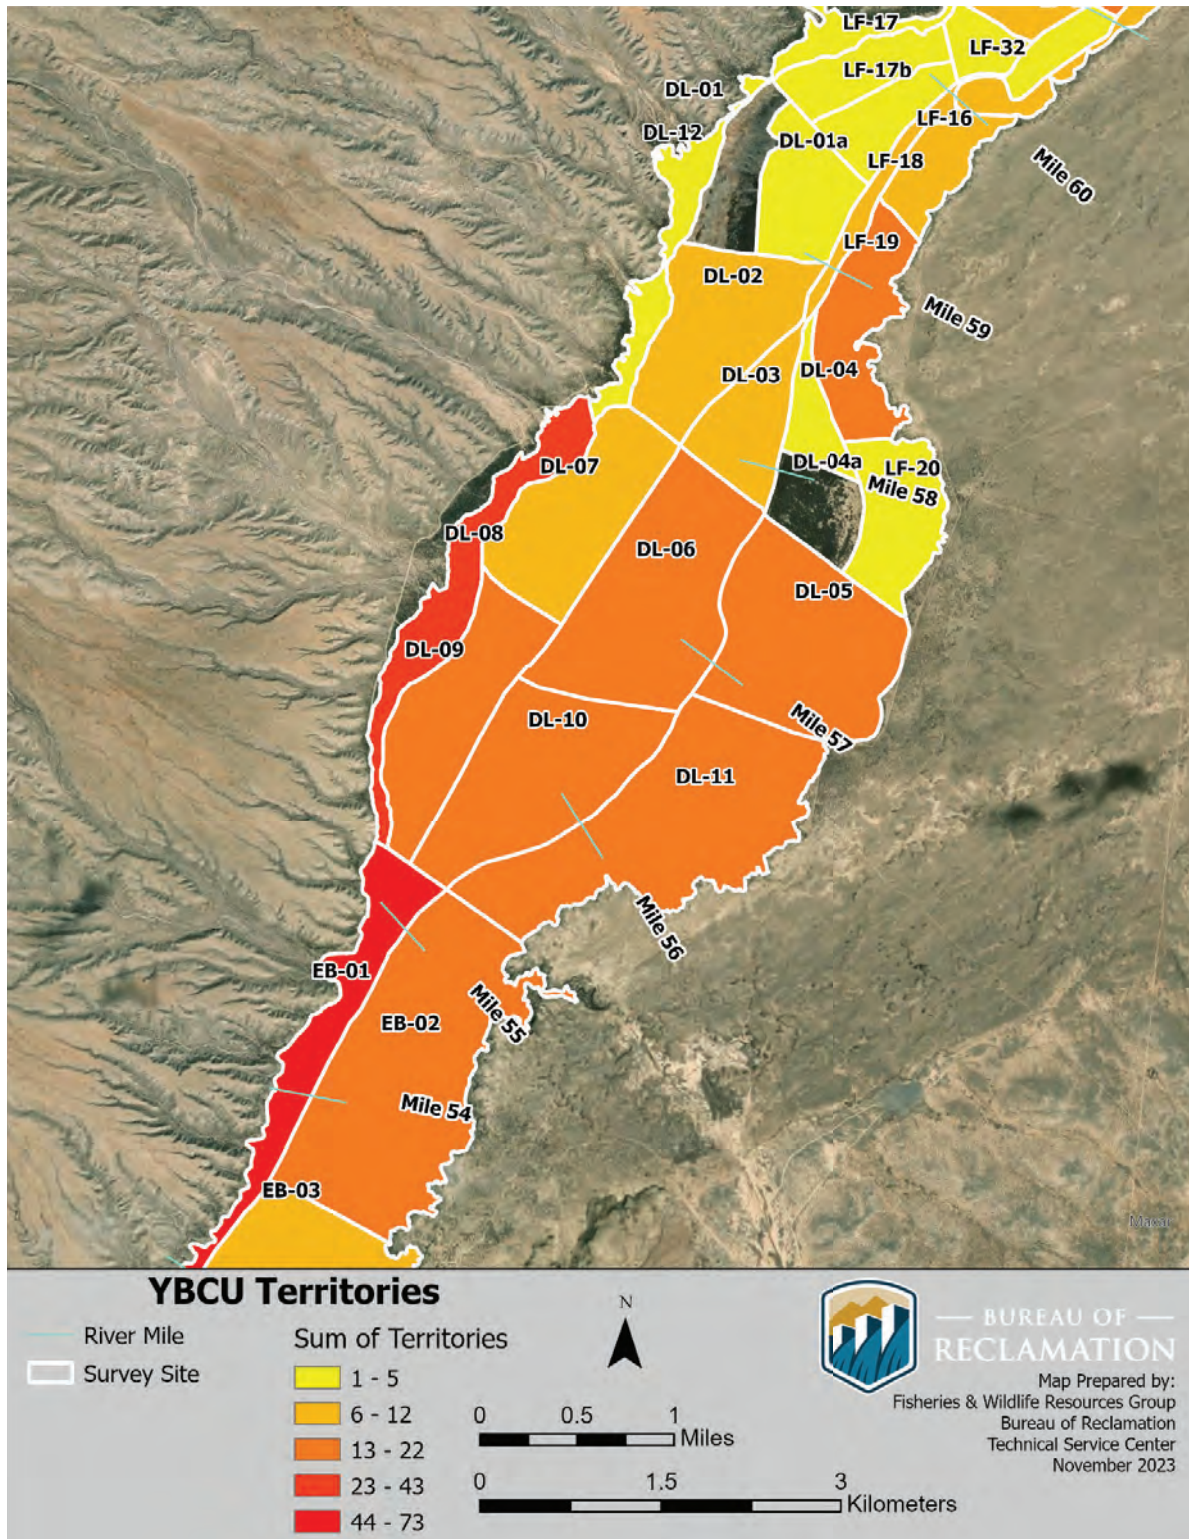 LF-17
LF-32
LF-17b
DL-01
LF-16
DL-12
DL-01a
LF-18
Mile 60
LF-19
DL-02
Mile 59
DL-03
DL-04
DL-07
DL-04a
LF-20
Mile 58
DL-08
DL-06
DL-05
DL-09
DL-10
Mile 57
DL-11
Mile 56
EB-01
Mile 55
EB-02
Mile 54
EB-03
Maxar
YBCU Territories
River Mile
Survey Site
Sum of Territories
1 - 5
6 - 12
13 - 22
23 - 43
44 - 73
N
0 0.5 1
Miles
0 1.5 3
Kilometers
BUREAU OF
RECLAMATION
Map Prepared by:
Fisheries & Wildlife Resources Group
Bureau of Reclamation
Technical Service Center
November 2023